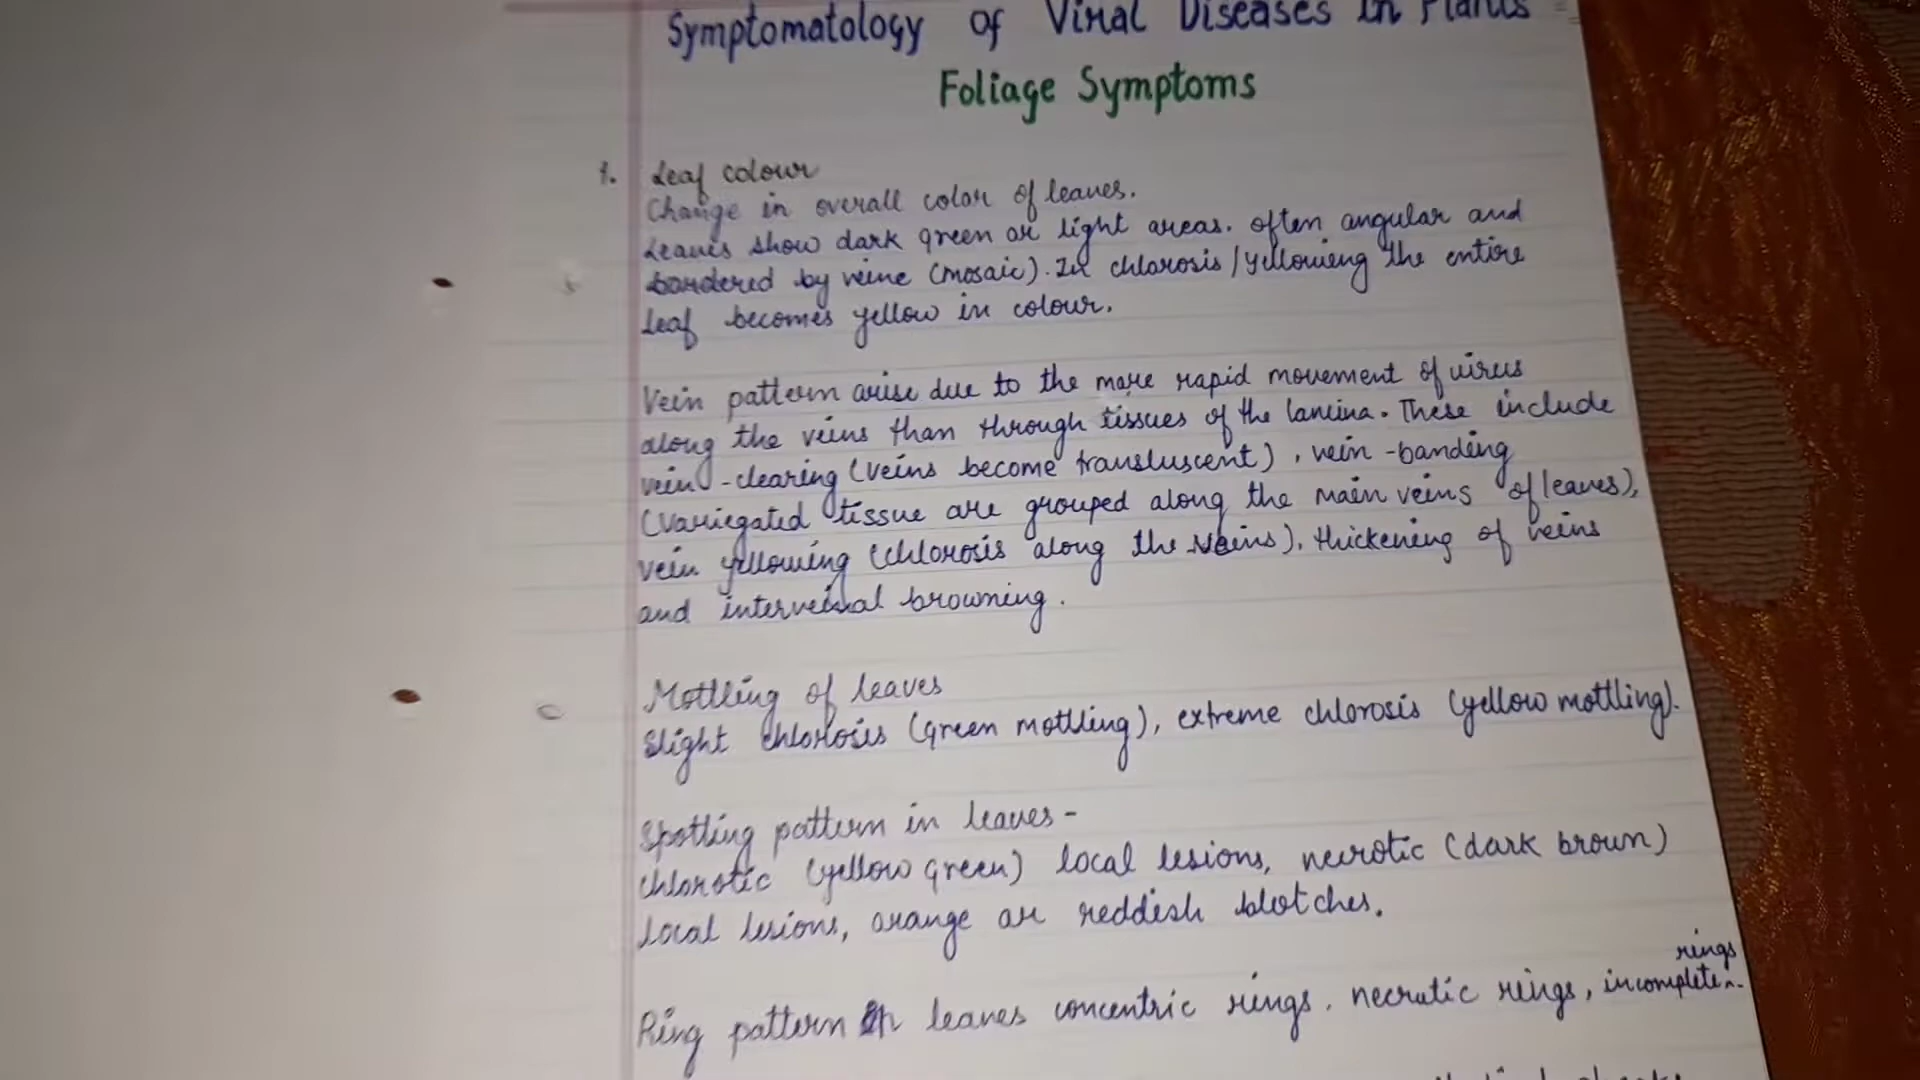 Symptomatology of Viral Diseases in Plants
Foliage Symptoms
1. Leaf colour
Change in overall color of leaves.
Leaves show dark green or light areas. often angular and
bordered by veine (mosaic). In chlorosis / yellowing the entire
leaf becomes yellow in colour.
Vein pattern arise due to the more rapid movement of virus
along the veins than through tissues of the lamina. These include
vein-clearing (veins become transluscent), vein-banding
(variegated tissue are grouped along the main veins of leaves),
vein yellowing (chlorosis along the veins), thickening of veins
and interveinal browning.
Mottling of leaves
Slight chlorosis (green mottling), extreme chlorosis (yellow mottling).
Spotting pattern in leaves -
chlorotic (yellow green) local lesions, necrotic (dark brown)
local lesions, orange or reddish blotches.
rings
Ring pattern in leaves concentric rings, necrotic rings, incomplete